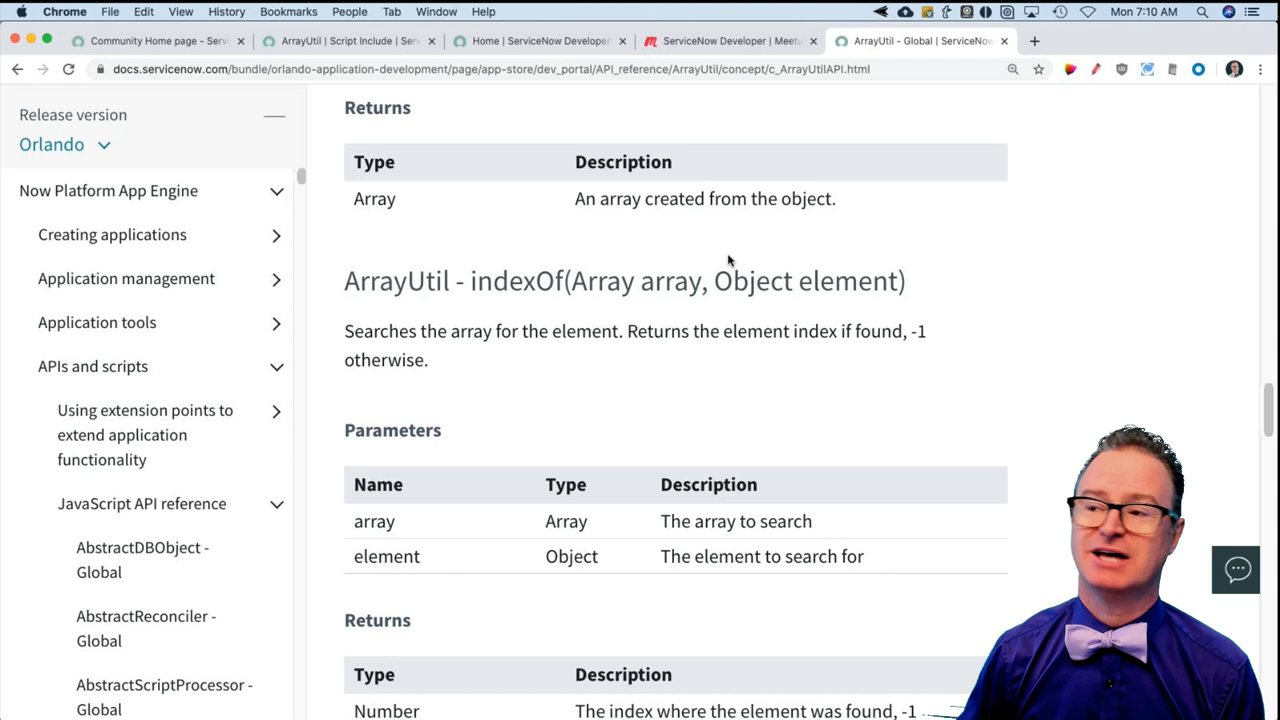 Chrome File Edit View History Bookmarks People Tab Window Help Mon 7:10 AM
Community Home page - Serv
ArrayUtil | Script Include | Serv
Home | ServiceNow Developer
ServiceNow Developer | Meetu
ArrayUtil - Global | ServiceNow
docs.servicenow.com/bundle/orlando-application-development/page/app-store/dev_portal/API_reference/ArrayUtil/concept/c_ArrayUtilAPI.html
Release version
Orlando
Now Platform App Engine
Creating applications
Application management
Application tools
APIs and scripts
Using extension points to
extend application
functionality
JavaScript API reference
AbstractDBObject -
Global
AbstractReconciler -
Global
AbstractScriptProcessor -
Global
Returns
Type Description
Array An array created from the object.
ArrayUtil - indexOf(Array array, Object element)
Searches the array for the element. Returns the element index if found, -1
otherwise.
Parameters
Name Type Description
array Array The array to search
element Object The element to search for
Returns
Type Description
Number The index where the element was found, -1